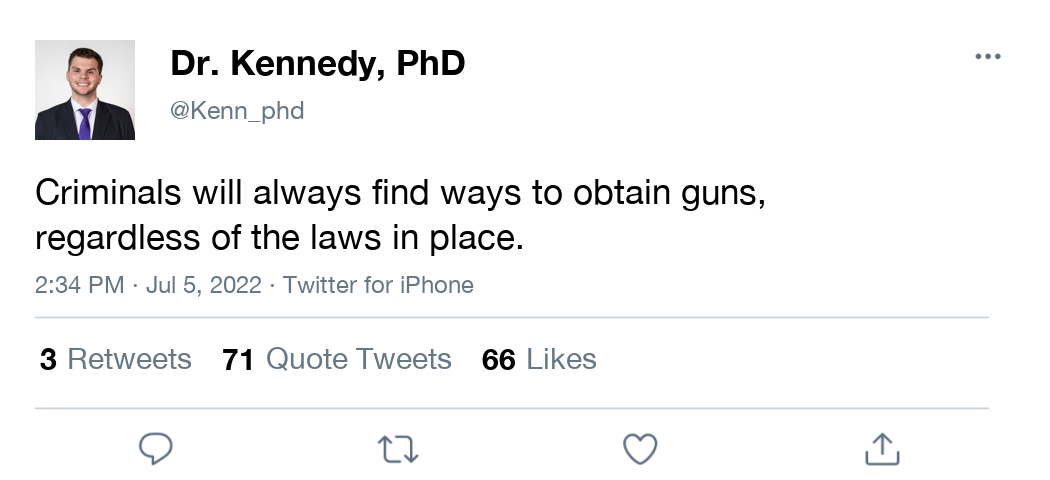 Dr. Kennedy, PhD
@Kenn_phd
Criminals will always find ways to obtain guns,
regardless of the laws in place.
2:34 PM · Jul 5, 2022 · Twitter for iPhone
3 Retweets 71 Quote Tweets 66 Likes